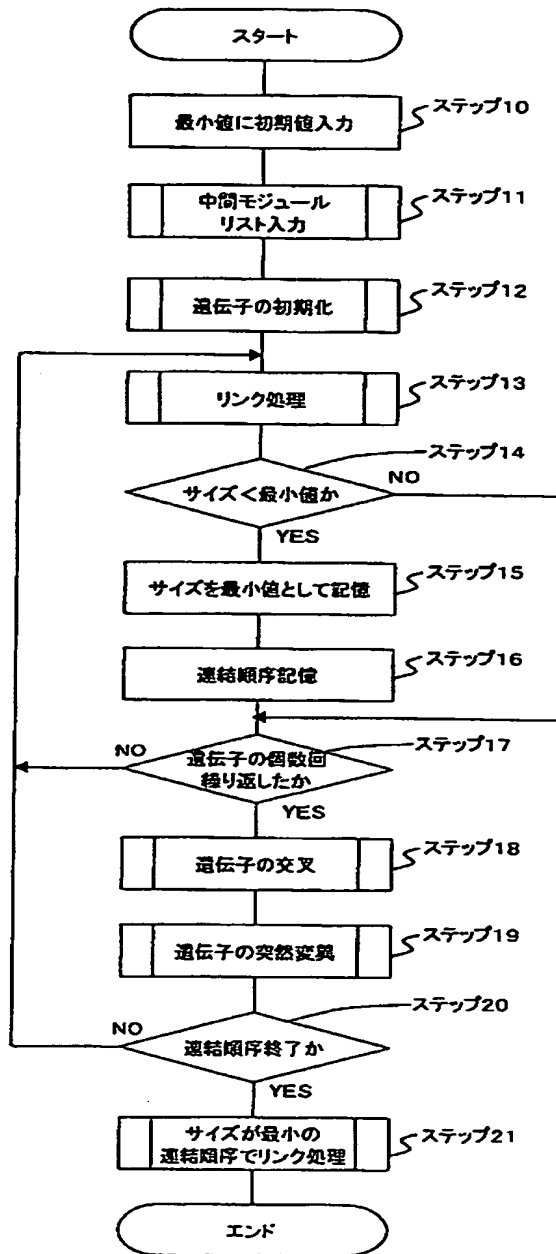 スタート
最小値に初期値入力
ステップ10
中間モジュール
リスト入力
ステップ11
遺伝子の初期化
ステップ12
リンク処理
ステップ13
サイズ<最小値か
ステップ14
NO
YES
サイズを最小値として記憶
ステップ15
連結順序記憶
ステップ16
遺伝子の個数回
繰り返したか
ステップ17
NO
YES
遺伝子の交叉
ステップ18
遺伝子の突然変異
ステップ19
連結順序終了か
ステップ20
NO
YES
サイズが最小の
連結順序でリンク処理
ステップ21
エンド